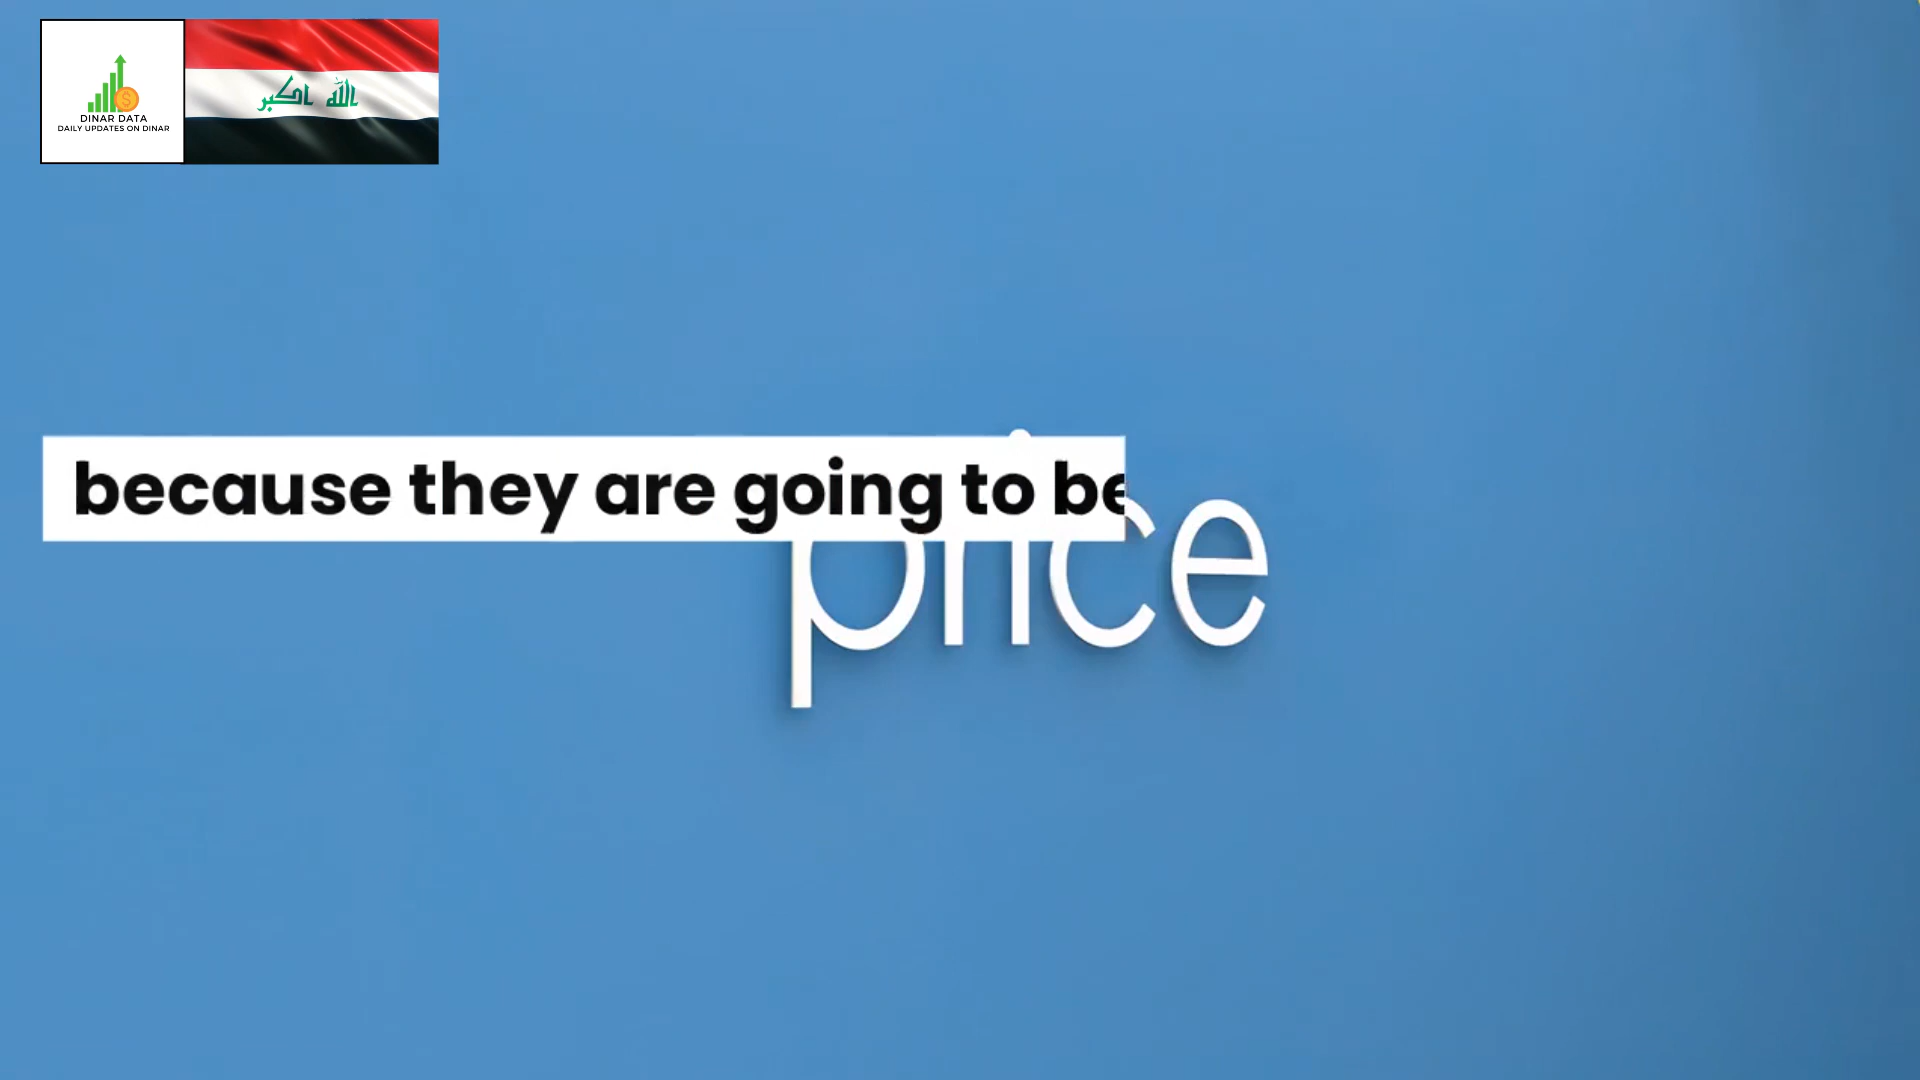 الله اكبر
DINAR DATA
DAILY UPDATES ON DINAR
because they are going to be
price